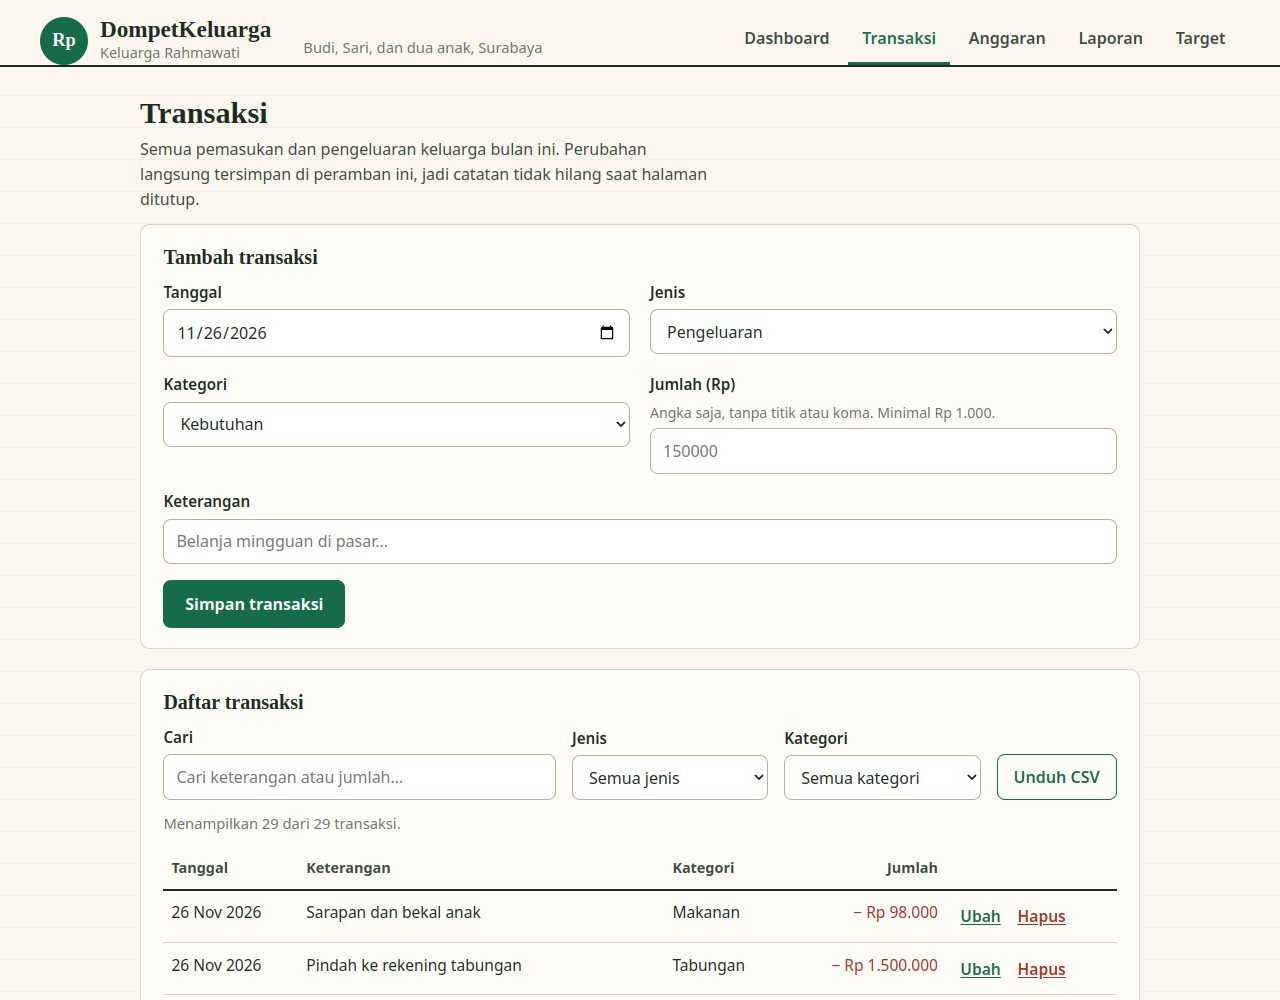 Rp
DompetKeluarga
Keluarga Rahmawati
Budi, Sari, dan dua anak, Surabaya
Dashboard
Transaksi
Anggaran
Laporan
Target
Transaksi
Semua pemasukan dan pengeluaran keluarga bulan ini. Perubahan
langsung tersimpan di peramban ini, jadi catatan tidak hilang saat halaman
ditutup.
Tambah transaksi
Tanggal
Jenis
11/26/2026
Pengeluaran
Kategori
Jumlah (Rp)
Kebutuhan
Angka saja, tanpa titik atau koma. Minimal Rp 1.000.
150000
Keterangan
Belanja mingguan di pasar...
Simpan transaksi
Daftar transaksi
Cari
Jenis
Kategori
Cari keterangan atau jumlah...
Semua jenis
Semua kategori
Unduh CSV
Menampilkan 29 dari 29 transaksi.
Tanggal Keterangan Kategori Jumlah
26 Nov 2026 Sarapan dan bekal anak Makanan − Rp 98.000 Ubah Hapus
26 Nov 2026 Pindah ke rekening tabungan Tabungan − Rp 1.500.000 Ubah Hapus